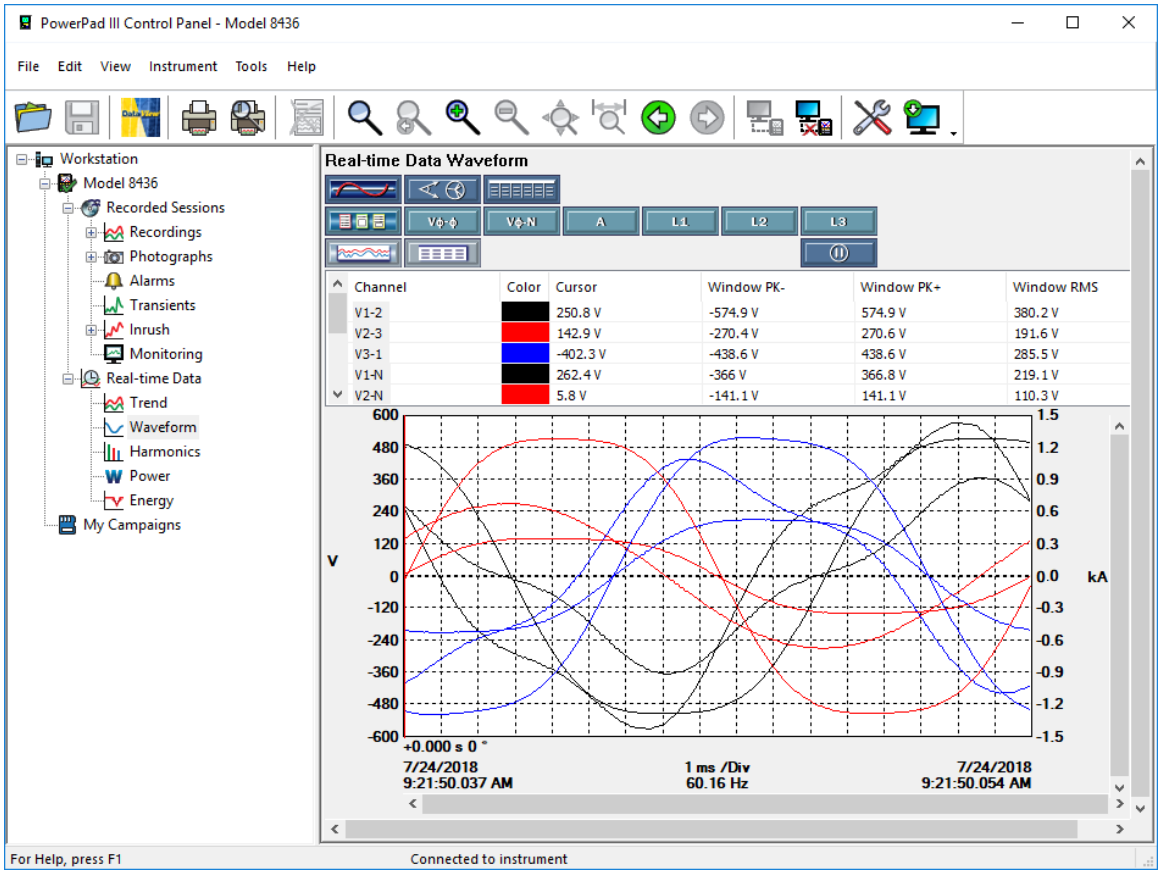 PowerPad III Control Panel - Model 8436
File Edit View Instrument Tools Help
DataView
Workstation
Model 8436
Recorded Sessions
Recordings
Photographs
Alarms
Transients
Inrush
Monitoring
Real-time Data
Trend
Waveform
Harmonics
W Power
Energy
My Campaigns
Real-time Data Waveform
Vϕ-ϕ Vϕ-N A L1 L2 L3
Channel Color Cursor Window PK- Window PK+ Window RMS
V1-2 250.8 V -574.9 V 574.9 V 380.2 V
V2-3 142.9 V -270.4 V 270.6 V 191.6 V
V3-1 -402.3 V -438.6 V 438.6 V 285.5 V
V1-N 262.4 V -366 V 366.8 V 219.1 V
V2-N 5.8 V -141.1 V 141.1 V 110.3 V
600 1.5
480 1.2
360 0.9
240 0.6
120 0.3
V 0 0.0 kA
-120 -0.3
-240 -0.6
-360 -0.9
-480 -1.2
-600 -1.5
+0.000 s 0 °
7/24/2018 1 ms /Div 7/24/2018
9:21:50.037 AM 60.16 Hz 9:21:50.054 AM
For Help, press F1 Connected to instrument